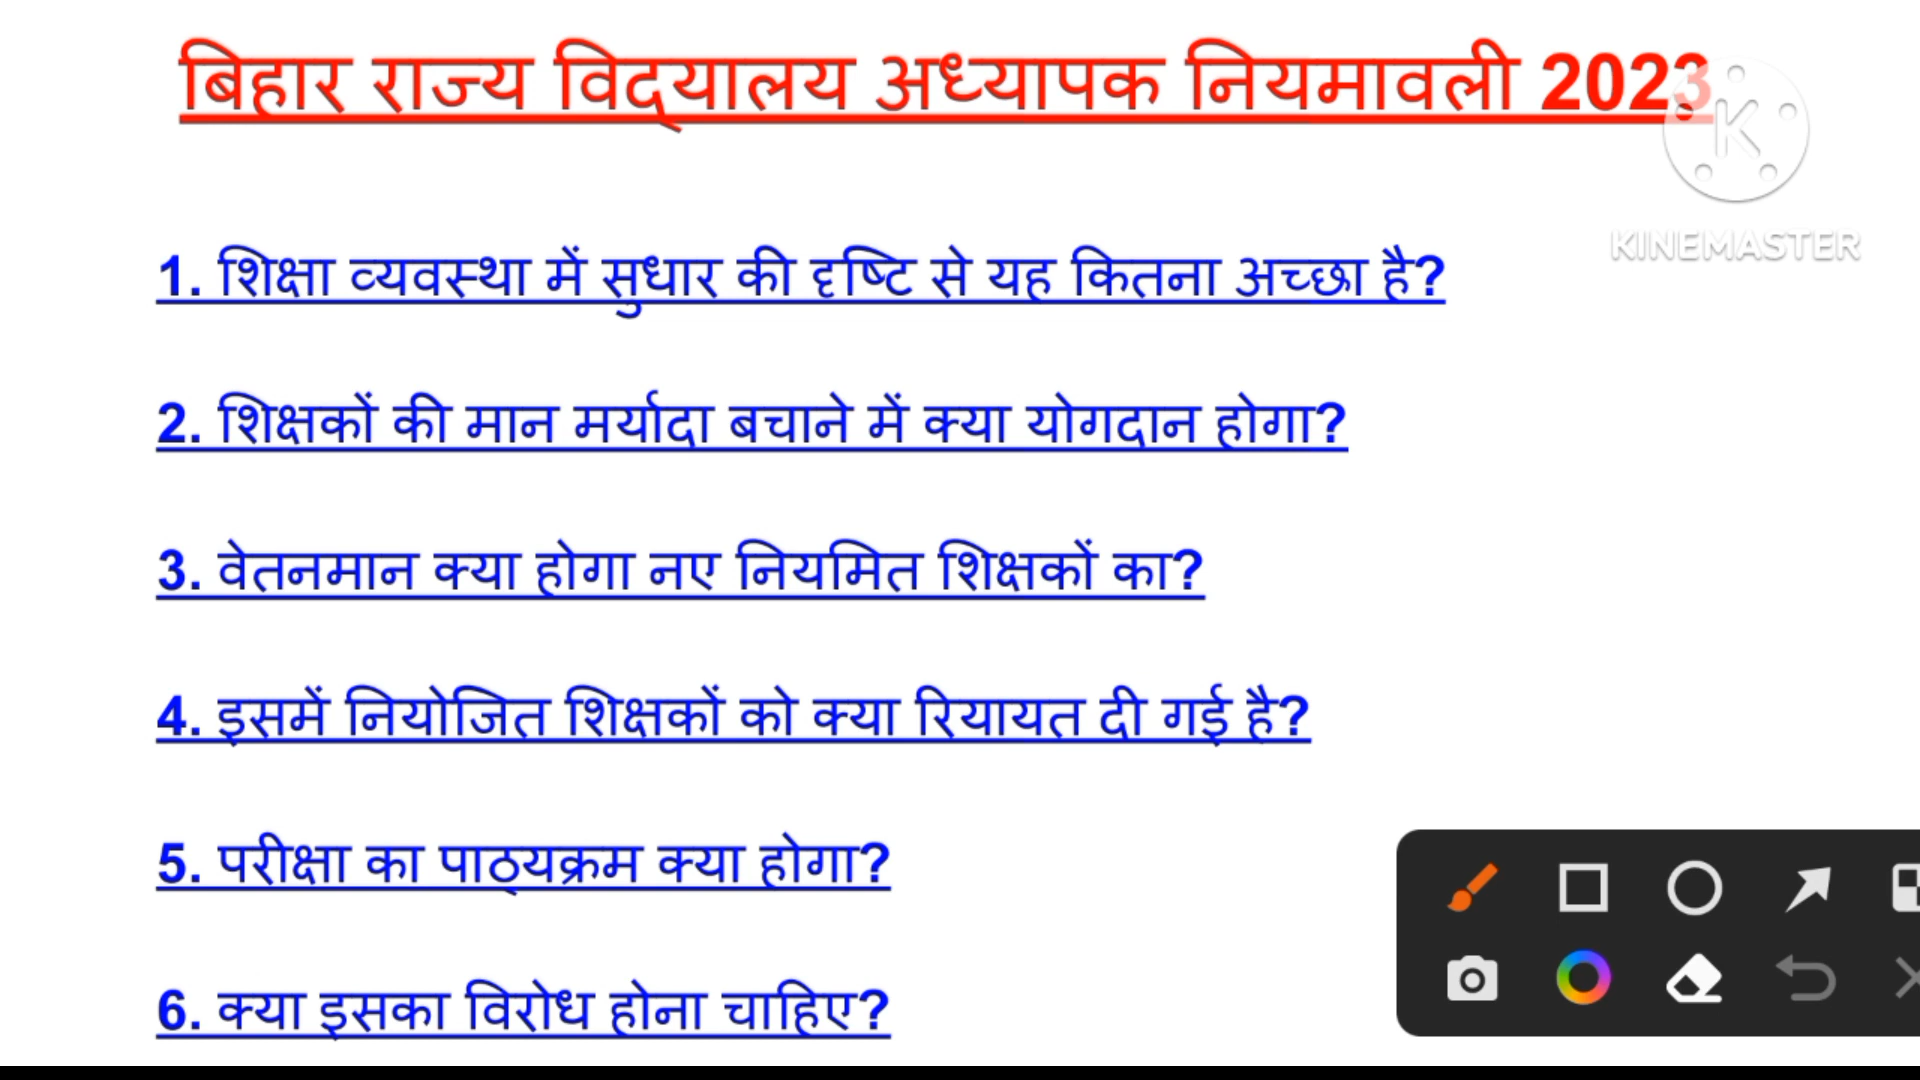 बिहार राज्य विद्यालय अध्यापक नियमावली 2023
K
KINEMASTER
1. शिक्षा व्यवस्था में सुधार की दृष्टि से यह कितना अच्छा है?
2. शिक्षकों की मान मर्यादा बचाने में क्या योगदान होगा?
3. वेतनमान क्या होगा नए नियमित शिक्षकों का?
4. इसमें नियोजित शिक्षकों को क्या रियायत दी गई है?
5. परीक्षा का पाठ्यक्रम क्या होगा?
6. क्या इसका विरोध होना चाहिए?